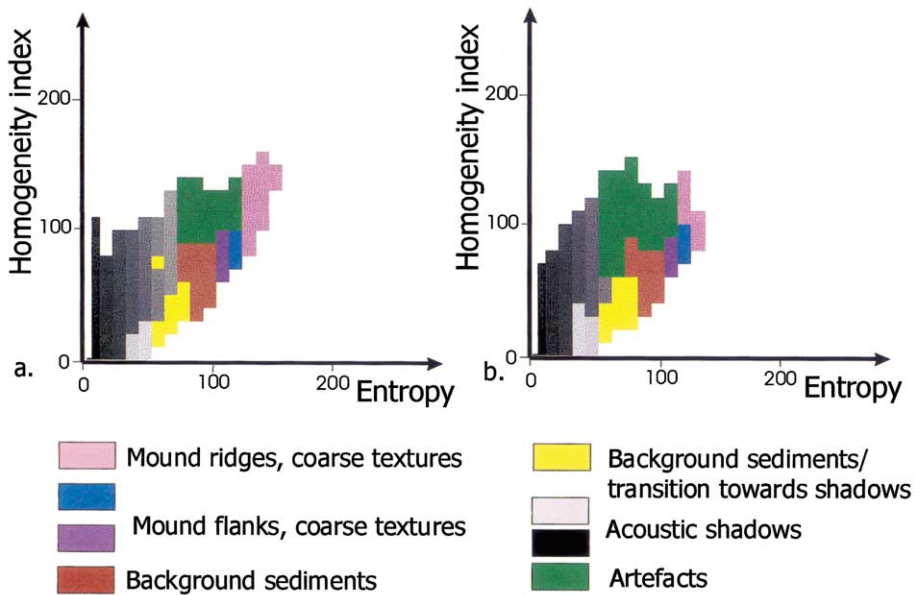 Homogeneity index
200
100
0
a.
0
100
200
Entropy
Homogeneity index
200
100
0
b.
0
100
200
Entropy
Mound ridges, coarse textures
Mound flanks, coarse textures
Background sediments
Background sediments/
transition towards shadows
Acoustic shadows
Artefacts